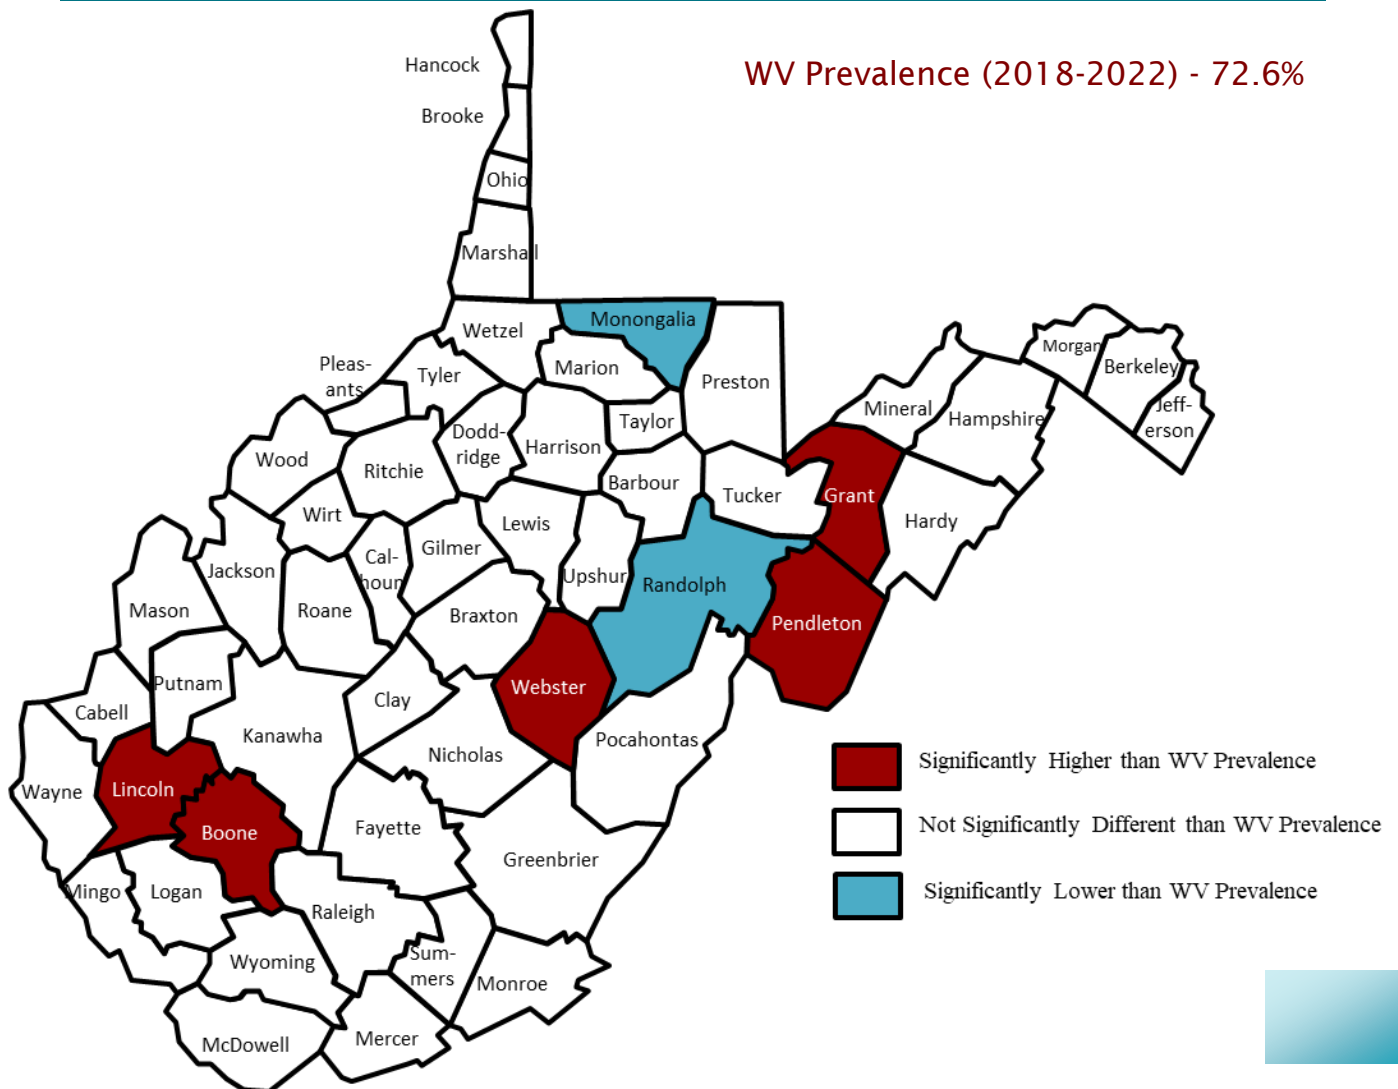 WV Prevalence (2018-2022) - 72.6%
Hancock
Brooke
Ohio
Marshall
Wetzel
Monongalia
Marion
Preston
Pleas-
ants
Tyler
Taylor
Dodd-
ridge
Harrison
Wood
Ritchie
Barbour
Tucker
Grant
Mineral
Hampshire
Morgan
Berkeley
Jeff-
erson
Hardy
Wirt
Lewis
Gilmer
Cal-
houn
Jackson
Roane
Upshur
Randolph
Mason
Braxton
Pendleton
Putnam
Clay
Webster
Cabell
Kanawha
Nicholas
Pocahontas
Wayne
Lincoln
Boone
Fayette
Greenbrier
Mingo
Logan
Raleigh
Wyoming
Sum-
mers
Monroe
McDowell
Mercer
Significantly Higher than WV Prevalence
Not Significantly Different than WV Prevalence
Significantly Lower than WV Prevalence